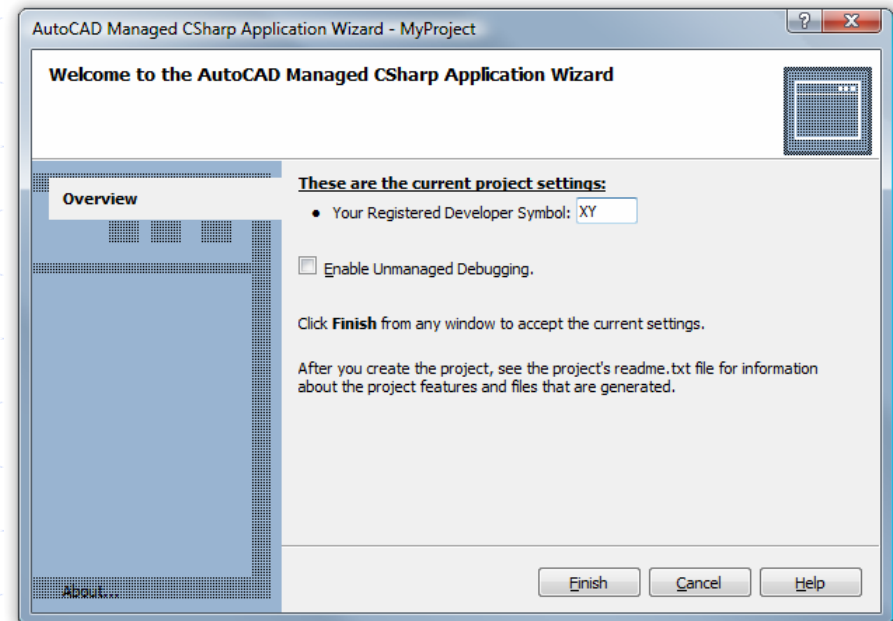 AutoCAD Managed CSharp Application Wizard - MyProject
Welcome to the AutoCAD Managed CSharp Application Wizard
Overview
These are the current project settings:
• Your Registered Developer Symbol: XY
Enable Unmanaged Debugging.
Click Finish from any window to accept the current settings.
After you create the project, see the project's readme.txt file for information
about the project features and files that are generated.
About...
Finish Cancel Help